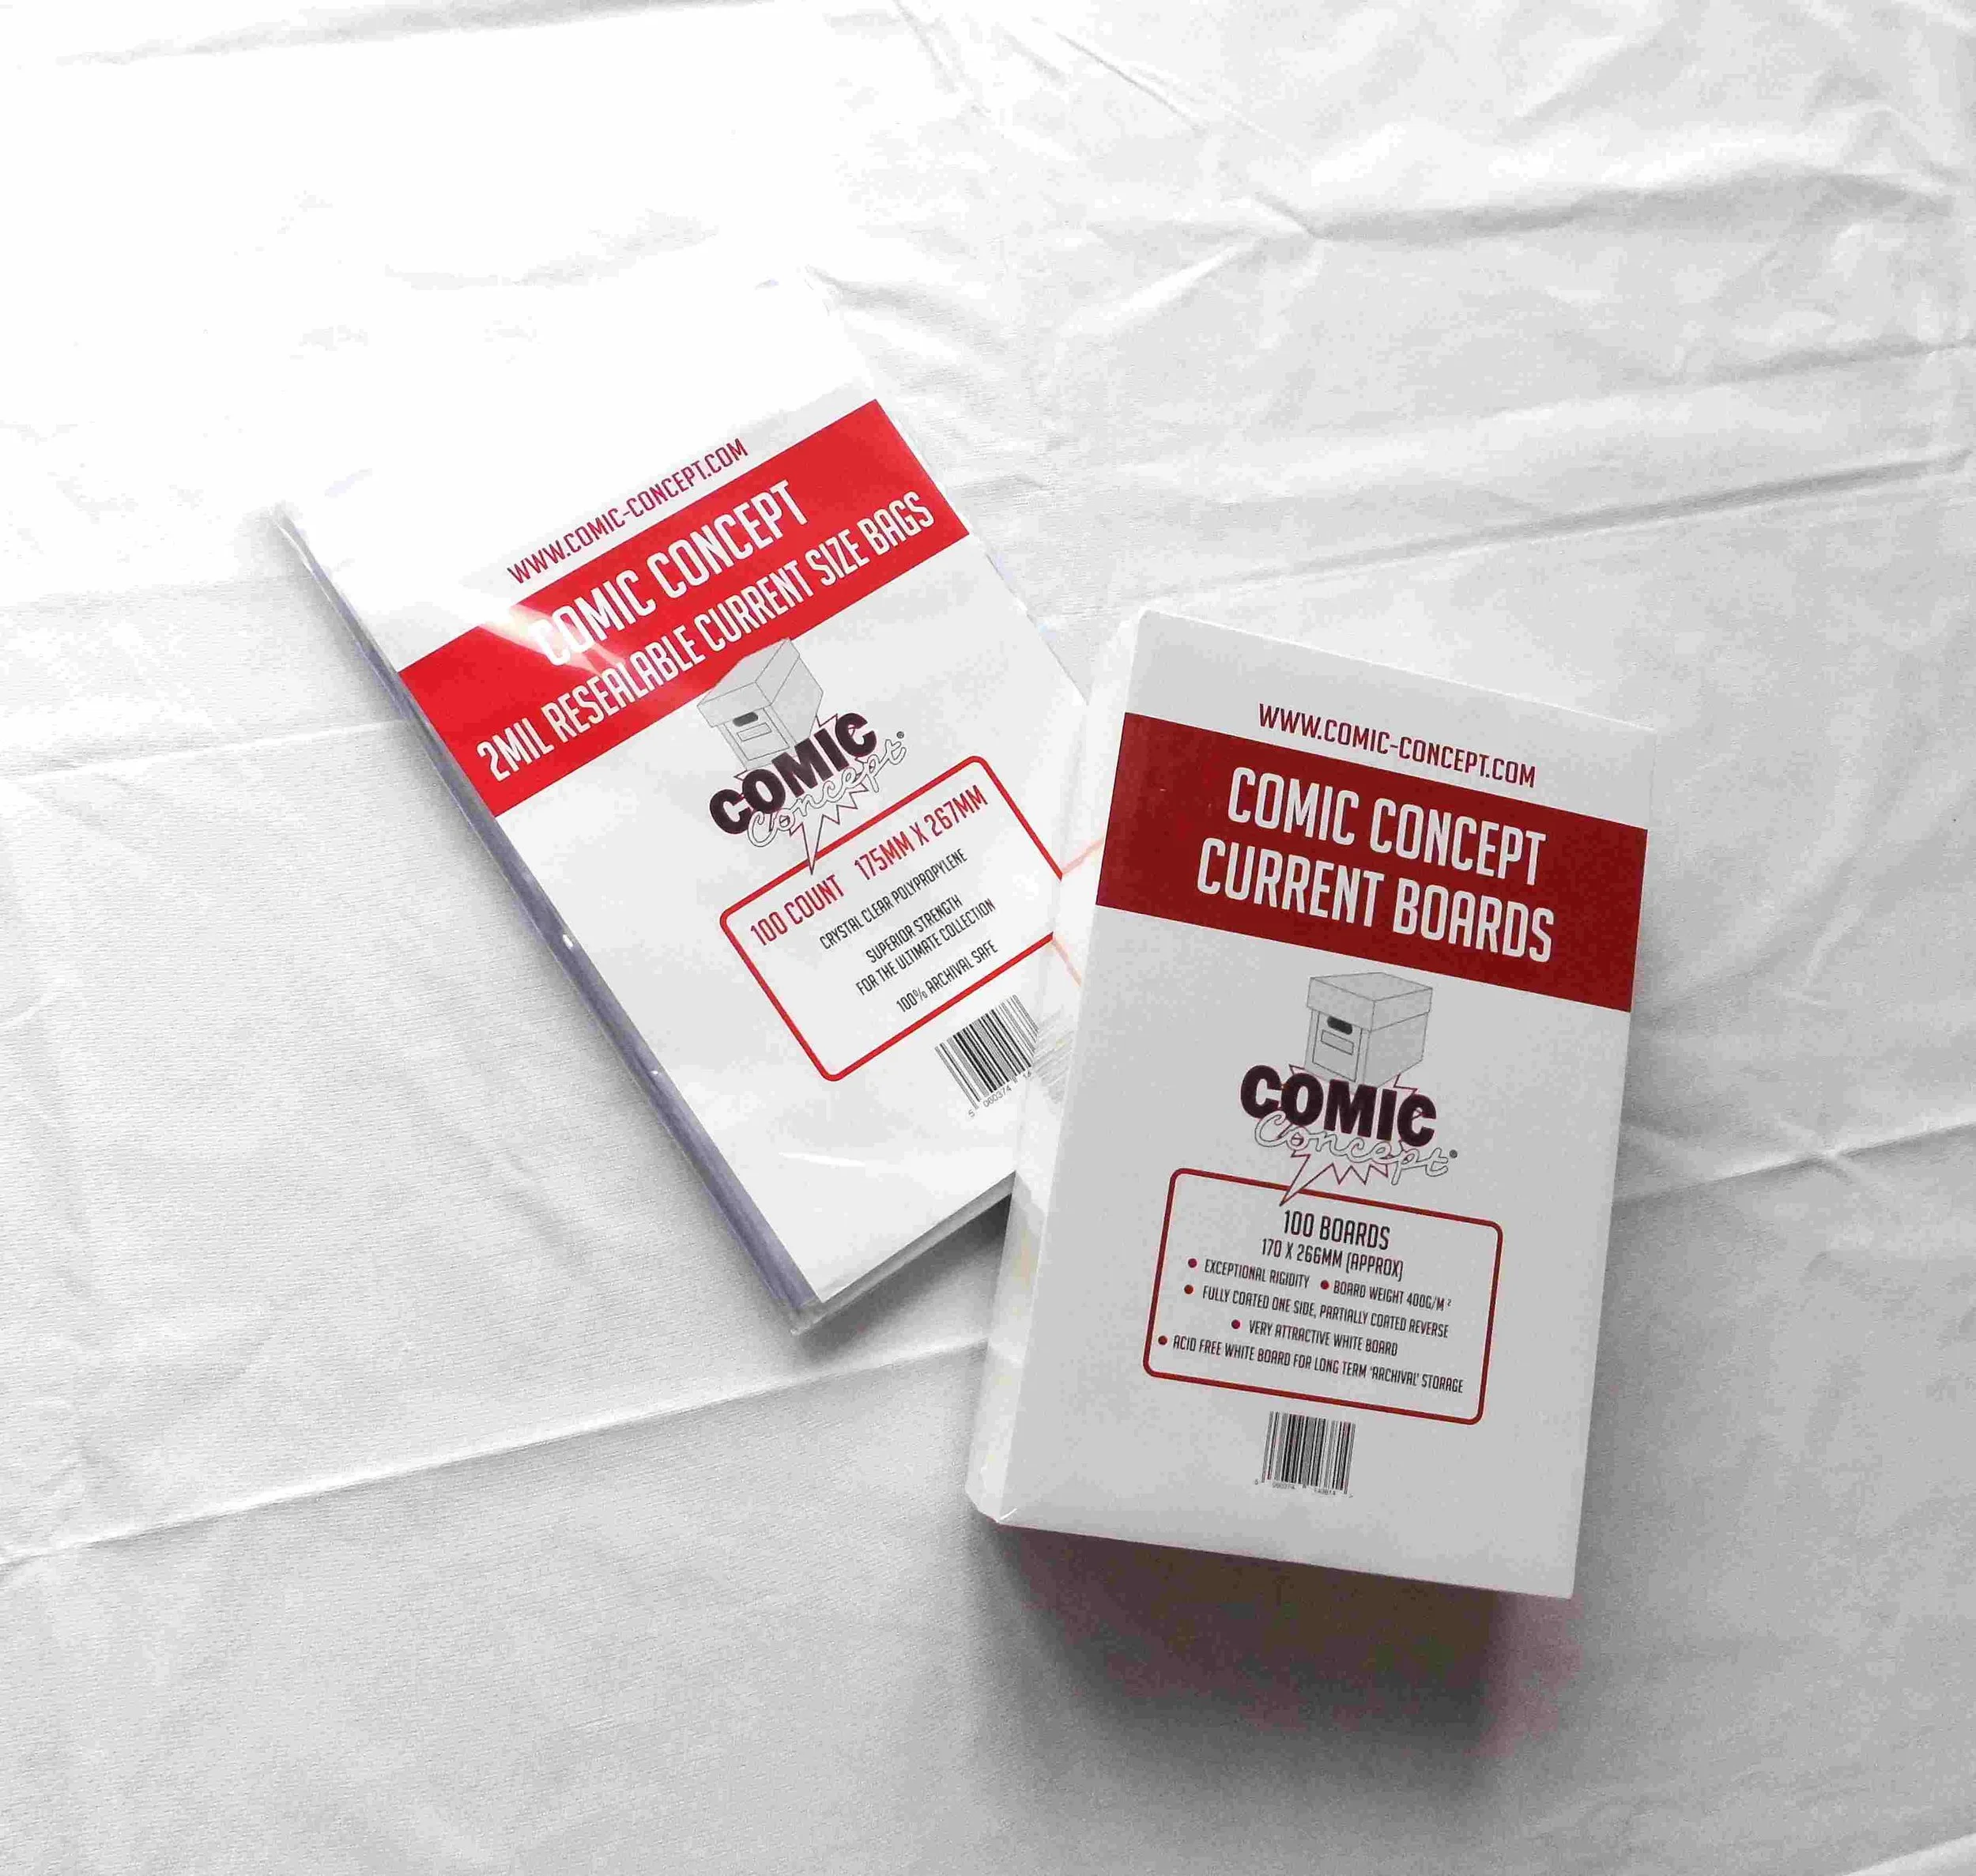 WWW.COMIC-CONCEPT.COM
COMIC CONCEPT
2MIL RESEALABLE CURRENT SIZE BAGS
COMIC
Concept®
100 COUNT 175MM X 267MM
CRYSTAL CLEAR POLYPROPYLENE
SUPERIOR STRENGTH
FOR THE ULTIMATE COLLECTION
100% ARCHIVAL SAFE
5 060374
WWW.COMIC-CONCEPT.COM
COMIC CONCEPT
CURRENT BOARDS
COMIC
Concept®
100 BOARDS
170 X 266MM (APPROX)
• EXCEPTIONAL RIGIDITY • BOARD WEIGHT 400G/M²
• FULLY COATED ONE SIDE, PARTIALLY COATED REVERSE
• VERY ATTRACTIVE WHITE BOARD
• ACID FREE WHITE BOARD FOR LONG TERM 'ARCHIVAL' STORAGE